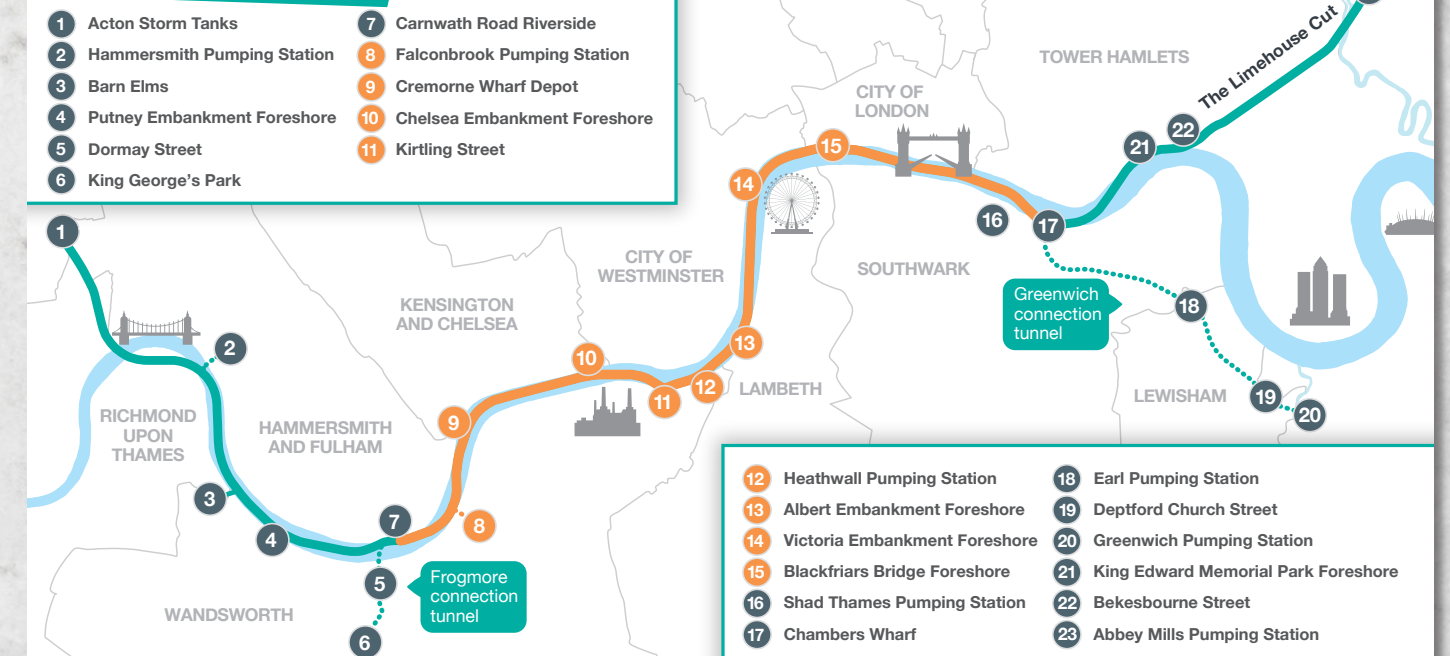 1 Acton Storm Tanks
2 Hammersmith Pumping Station
3 Barn Elms
4 Putney Embankment Foreshore
5 Dormay Street
6 King George's Park
7 Carnwath Road Riverside
8 Falconbrook Pumping Station
9 Cremorne Wharf Depot
10 Chelsea Embankment Foreshore
11 Kirtling Street
The Limehouse Cut
TOWER HAMLETS
CITY OF
LONDON
22
21
15
14
16
17
1
CITY OF
WESTMINSTER
SOUTHWARK
Greenwich
connection
tunnel
18
KENSINGTON
AND CHELSEA
2
13
10
12
11
LAMBETH
LEWISHAM
19
20
RICHMOND
UPON
THAMES
HAMMERSMITH
AND FULHAM
9
3
4
7
8
5
Frogmore
connection
tunnel
WANDSWORTH
6
12 Heathwall Pumping Station
13 Albert Embankment Foreshore
14 Victoria Embankment Foreshore
15 Blackfriars Bridge Foreshore
16 Shad Thames Pumping Station
17 Chambers Wharf
18 Earl Pumping Station
19 Deptford Church Street
20 Greenwich Pumping Station
21 King Edward Memorial Park Foreshore
22 Bekesbourne Street
23 Abbey Mills Pumping Station